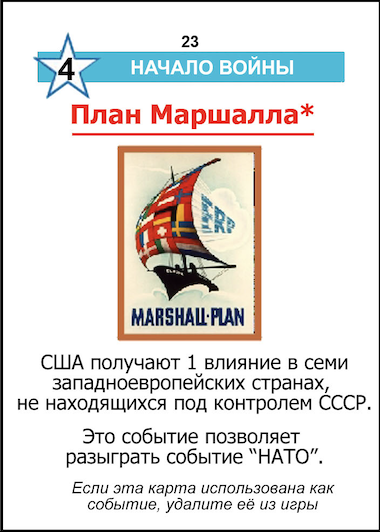 23
4
НАЧАЛО ВОЙНЫ
План Маршалла*
ERP
MARSHALL-PLAN
США получают 1 влияние в семи
западноевропейских странах,
не находящихся под контролем СССР.
Это событие позволяет
разыграть событие “НАТО”.
Если эта карта использована как
событие, удалите её из игры